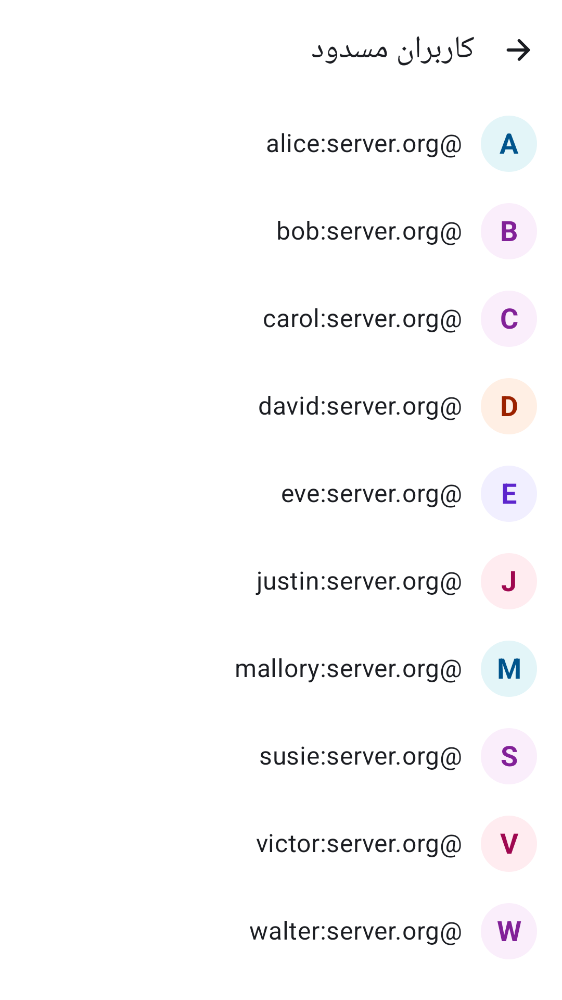 کاربران مسدود
A
@alice:server.org
B
@bob:server.org
C
@carol:server.org
D
@david:server.org
E
@eve:server.org
J
@justin:server.org
M
@mallory:server.org
S
@susie:server.org
V
@victor:server.org
W
@walter:server.org